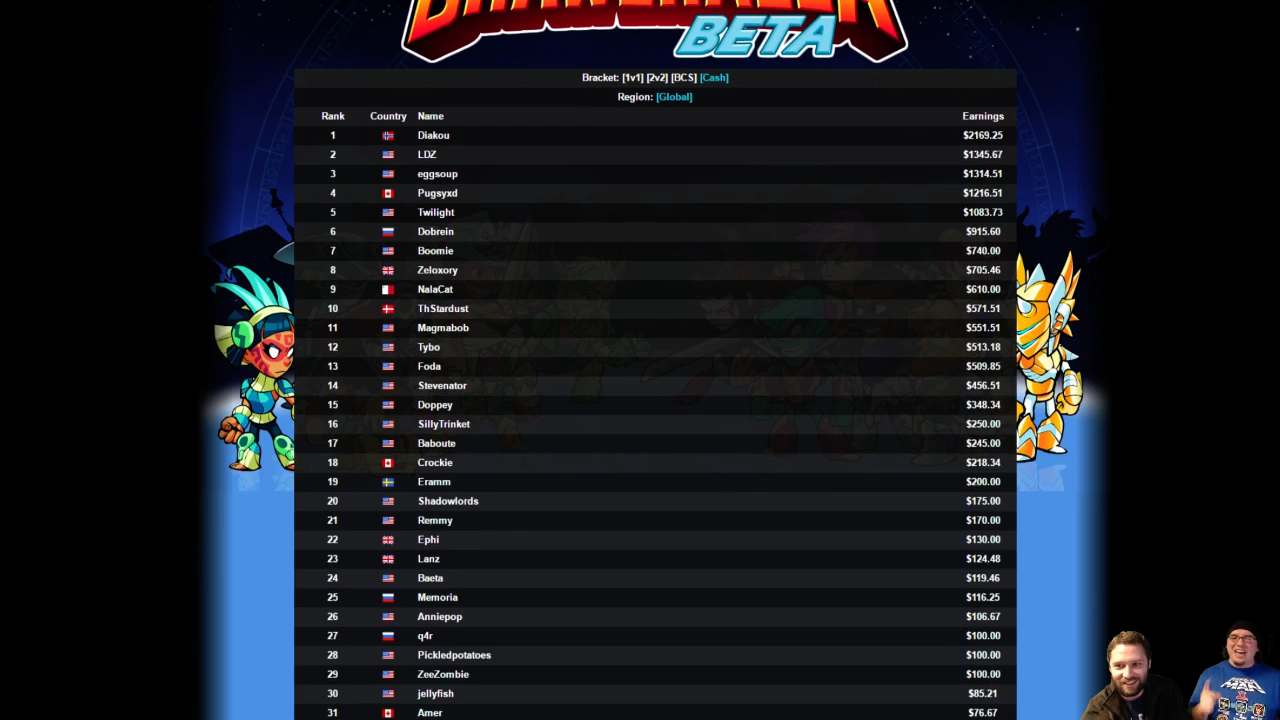 BETA
Bracket: [1v1] [2v2] [BCS] [Cash]
Region: [Global]
Rank Country Name Earnings
1 Diakou $2169.25
2 LDZ $1345.67
3 eggsoup $1314.51
4 Pugsyxd $1216.51
5 Twilight $1083.73
6 Dobrein $915.60
7 Boomie $740.00
8 Zeloxory $705.46
9 NalaCat $610.00
10 ThStardust $571.51
11 Magmabob $551.51
12 Tybo $513.18
13 Foda $509.85
14 Stevenator $456.51
15 Doppey $348.34
16 SillyTrinket $250.00
17 Baboute $245.00
18 Crockie $218.34
19 Eramm $200.00
20 Shadowlords $175.00
21 Remmy $170.00
22 Ephi $130.00
23 Lanz $124.48
24 Baeta $119.46
25 Memoria $116.25
26 Anniepop $106.67
27 q4r $100.00
28 Pickledpotatoes $100.00
29 ZeeZombie $100.00
30 jellyfish $85.21
31 Amer $76.67